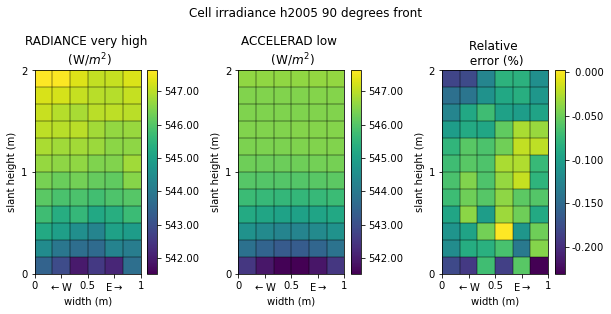 Cell irradiance h2005 90 degrees front
RADIANCE very high
(W/m²)
ACCELERAD low
(W/m²)
Relative
error (%)
slant height (m)
2
1
0
0
←W
0.5
E→
1
width (m)
547.00
546.00
545.00
544.00
543.00
542.00
slant height (m)
2
1
0
0
←W
0.5
E→
1
width (m)
547.00
546.00
545.00
544.00
543.00
542.00
slant height (m)
2
1
0
0
←W
0.5
E→
1
width (m)
0.000
-0.050
-0.100
-0.150
-0.200